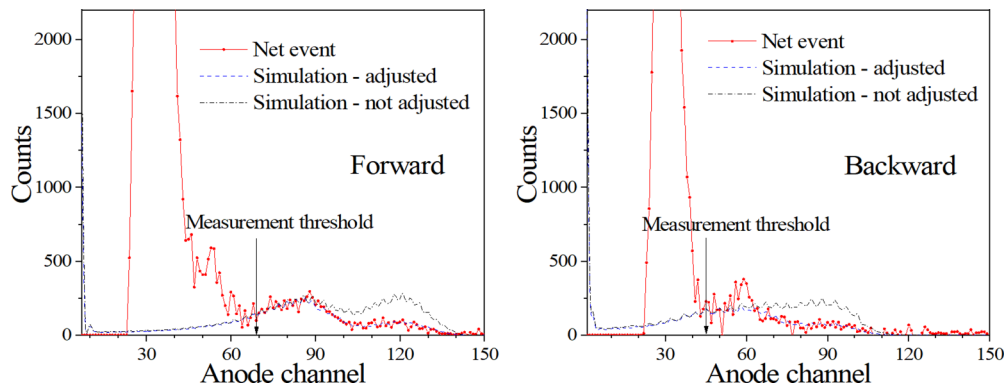 2000
1500
1000
500
0
Counts
Net event
Simulation - adjusted
Simulation - not adjusted
Forward
Measurement threshold
30 60 90 120 150
Anode channel
2000
1500
1000
500
0
Counts
Net event
Simulation - adjusted
Simulation - not adjusted
Backward
Measurement threshold
30 60 90 120 150
Anode channel